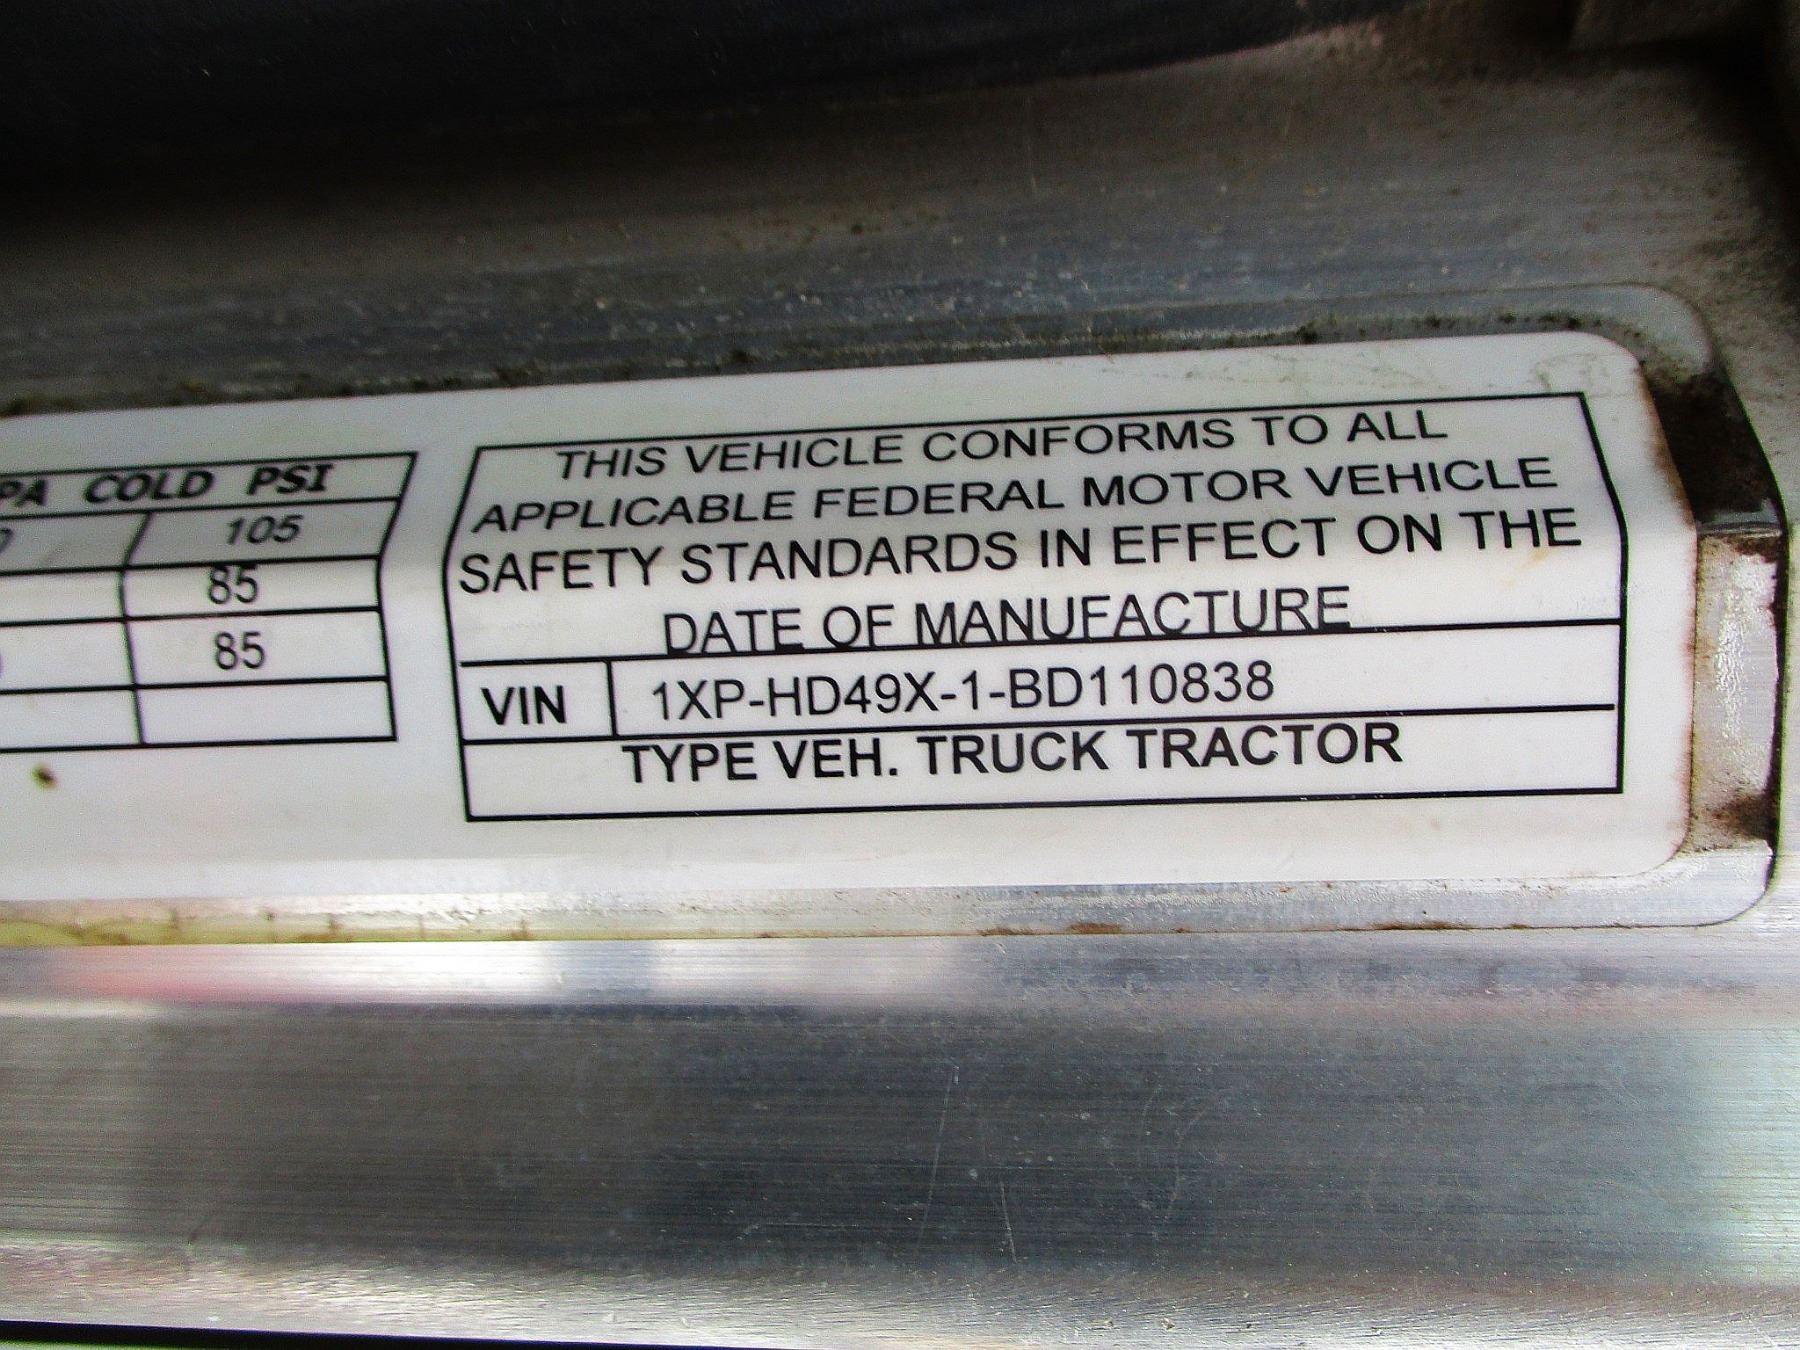 COLD PSI
105
85
85
THIS VEHICLE CONFORMS TO ALL
APPLICABLE FEDERAL MOTOR VEHICLE
SAFETY STANDARDS IN EFFECT ON THE
DATE OF MANUFACTURE
VIN 1XP-HD49X-1-BD110838
TYPE VEH. TRUCK TRACTOR